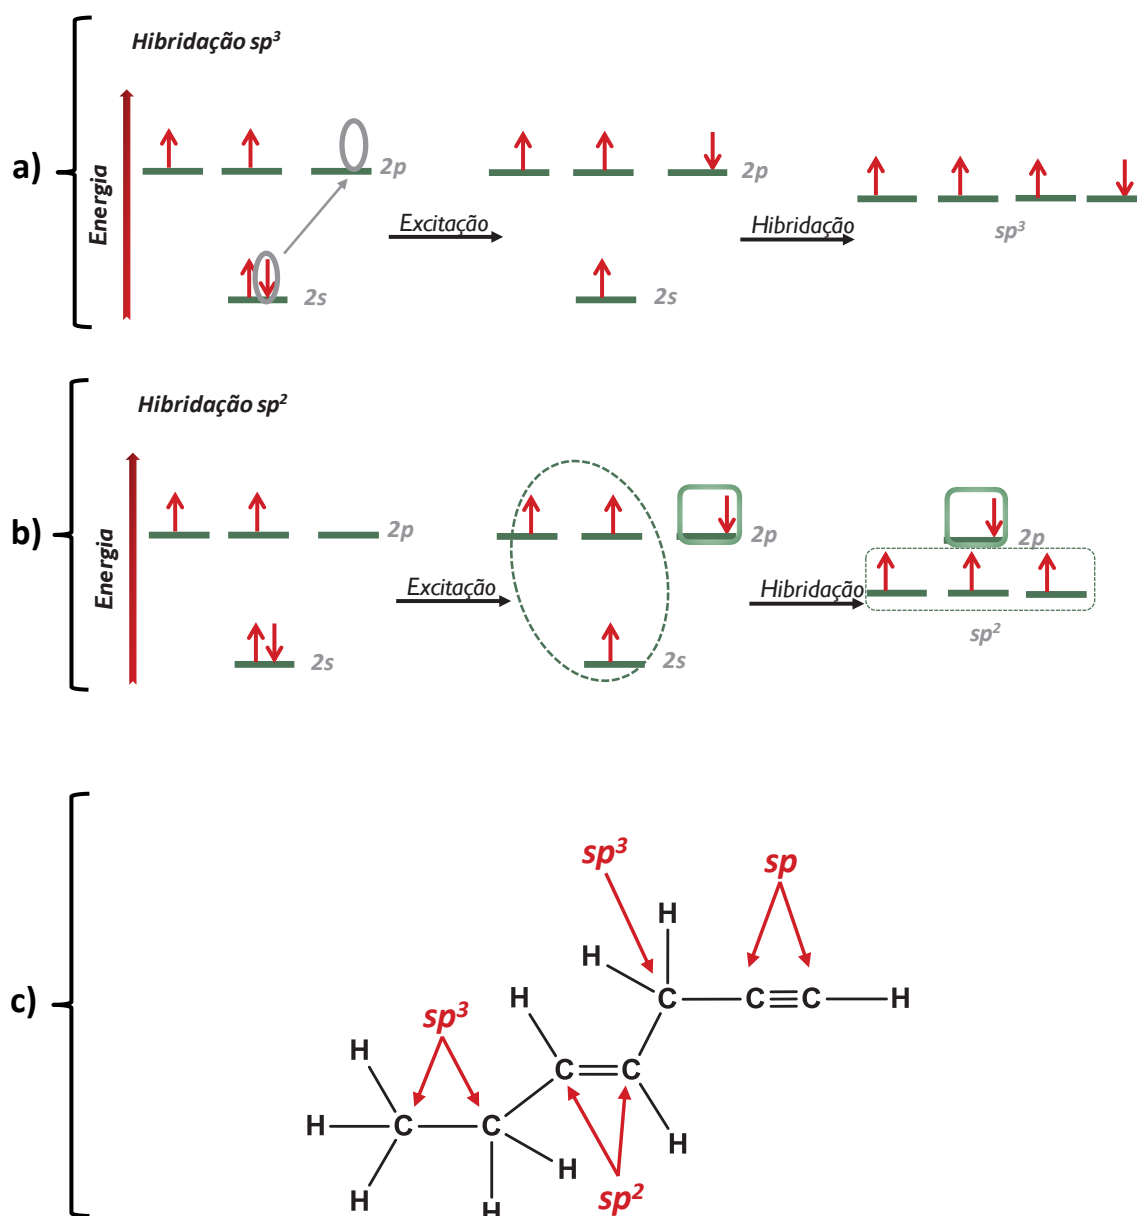 Hibridação sp³
a)
Energia
2p
2s
Excitação
2p
2s
Hibridação
sp³
Hibridação sp²
b)
Energia
2p
2s
Excitação
2p
2s
Hibridação
2p
sp²
c)
sp³ sp
H
H
H C C≡C H
sp³
H C=C
H C C H
H H
H sp²
H